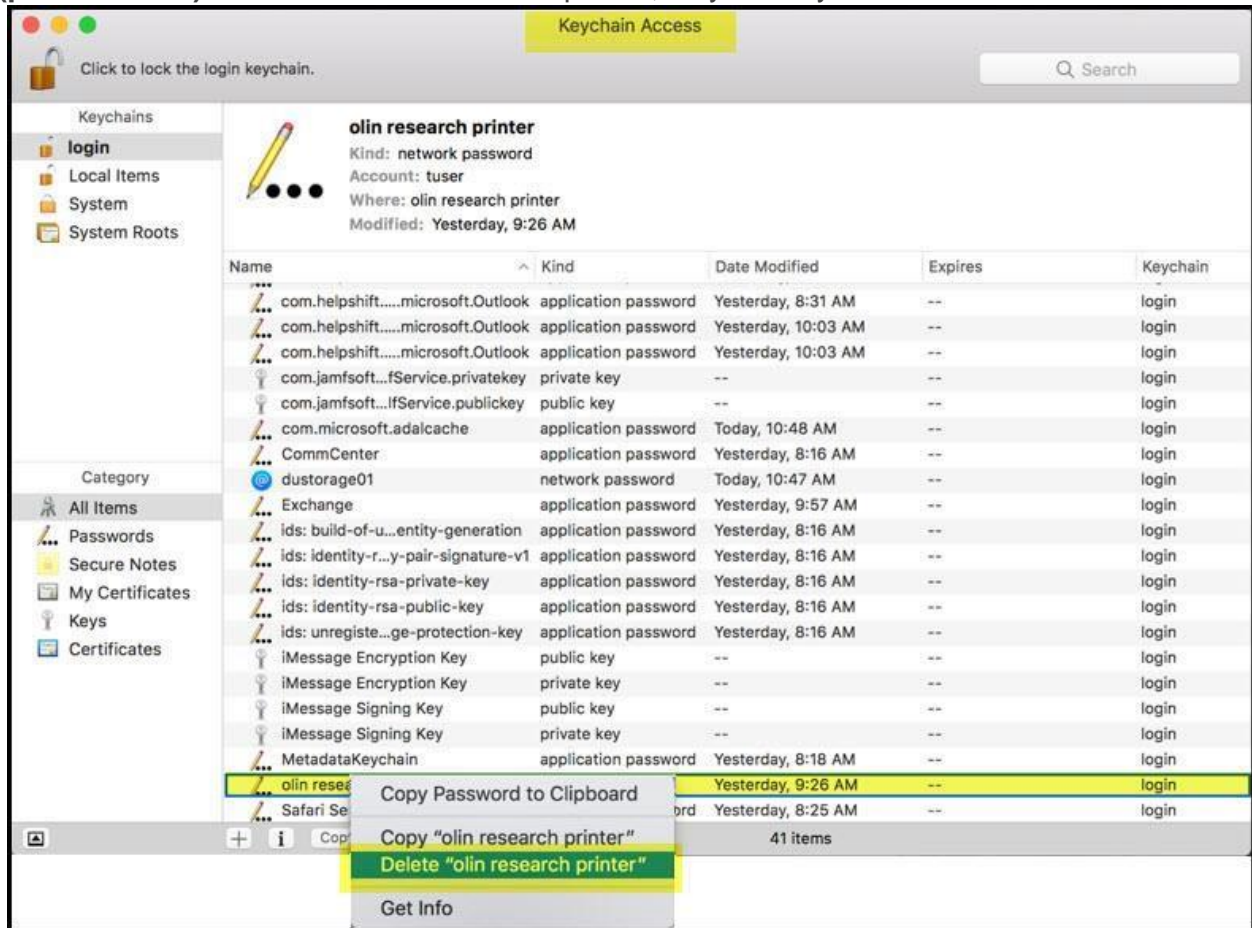 Keychain Access
Click to lock the login keychain.
Search
Keychains
login
Local Items
System
System Roots
olin research printer
Kind: network password
Account: tuser
Where: olin research printer
Modified: Yesterday, 9:26 AM
Name Kind Date Modified Expires Keychain
com.helpshift.....microsoft.Outlook application password Yesterday, 8:31 AM -- login
com.helpshift.....microsoft.Outlook application password Yesterday, 10:03 AM -- login
com.helpshift.....microsoft.Outlook application password Yesterday, 10:03 AM -- login
com.jamfsoft...fService.privatekey private key -- -- login
com.jamfsoft...lfService.publickey public key -- -- login
com.microsoft.adalcache application password Today, 10:48 AM -- login
CommCenter application password Yesterday, 8:16 AM -- login
dustorage01 network password Today, 10:47 AM -- login
Exchange application password Yesterday, 9:57 AM -- login
ids: build-of-u...entity-generation application password Yesterday, 8:16 AM -- login
ids: identity-r...y-pair-signature-v1 application password Yesterday, 8:16 AM -- login
ids: identity-rsa-private-key application password Yesterday, 8:16 AM -- login
ids: identity-rsa-public-key application password Yesterday, 8:16 AM -- login
ids: unregiste...ge-protection-key application password Yesterday, 8:16 AM -- login
iMessage Encryption Key public key -- -- login
iMessage Encryption Key private key -- -- login
iMessage Signing Key public key -- -- login
iMessage Signing Key private key -- -- login
MetadataKeychain application password Yesterday, 8:18 AM -- login
olin resea Yesterday, 9:26 AM -- login
Safari Se ord Yesterday, 8:25 AM -- login
Category
All Items
Passwords
Secure Notes
My Certificates
Keys
Certificates
+ i Cop 41 items
Copy Password to Clipboard
Copy “olin research printer”
Delete “olin research printer”
Get Info